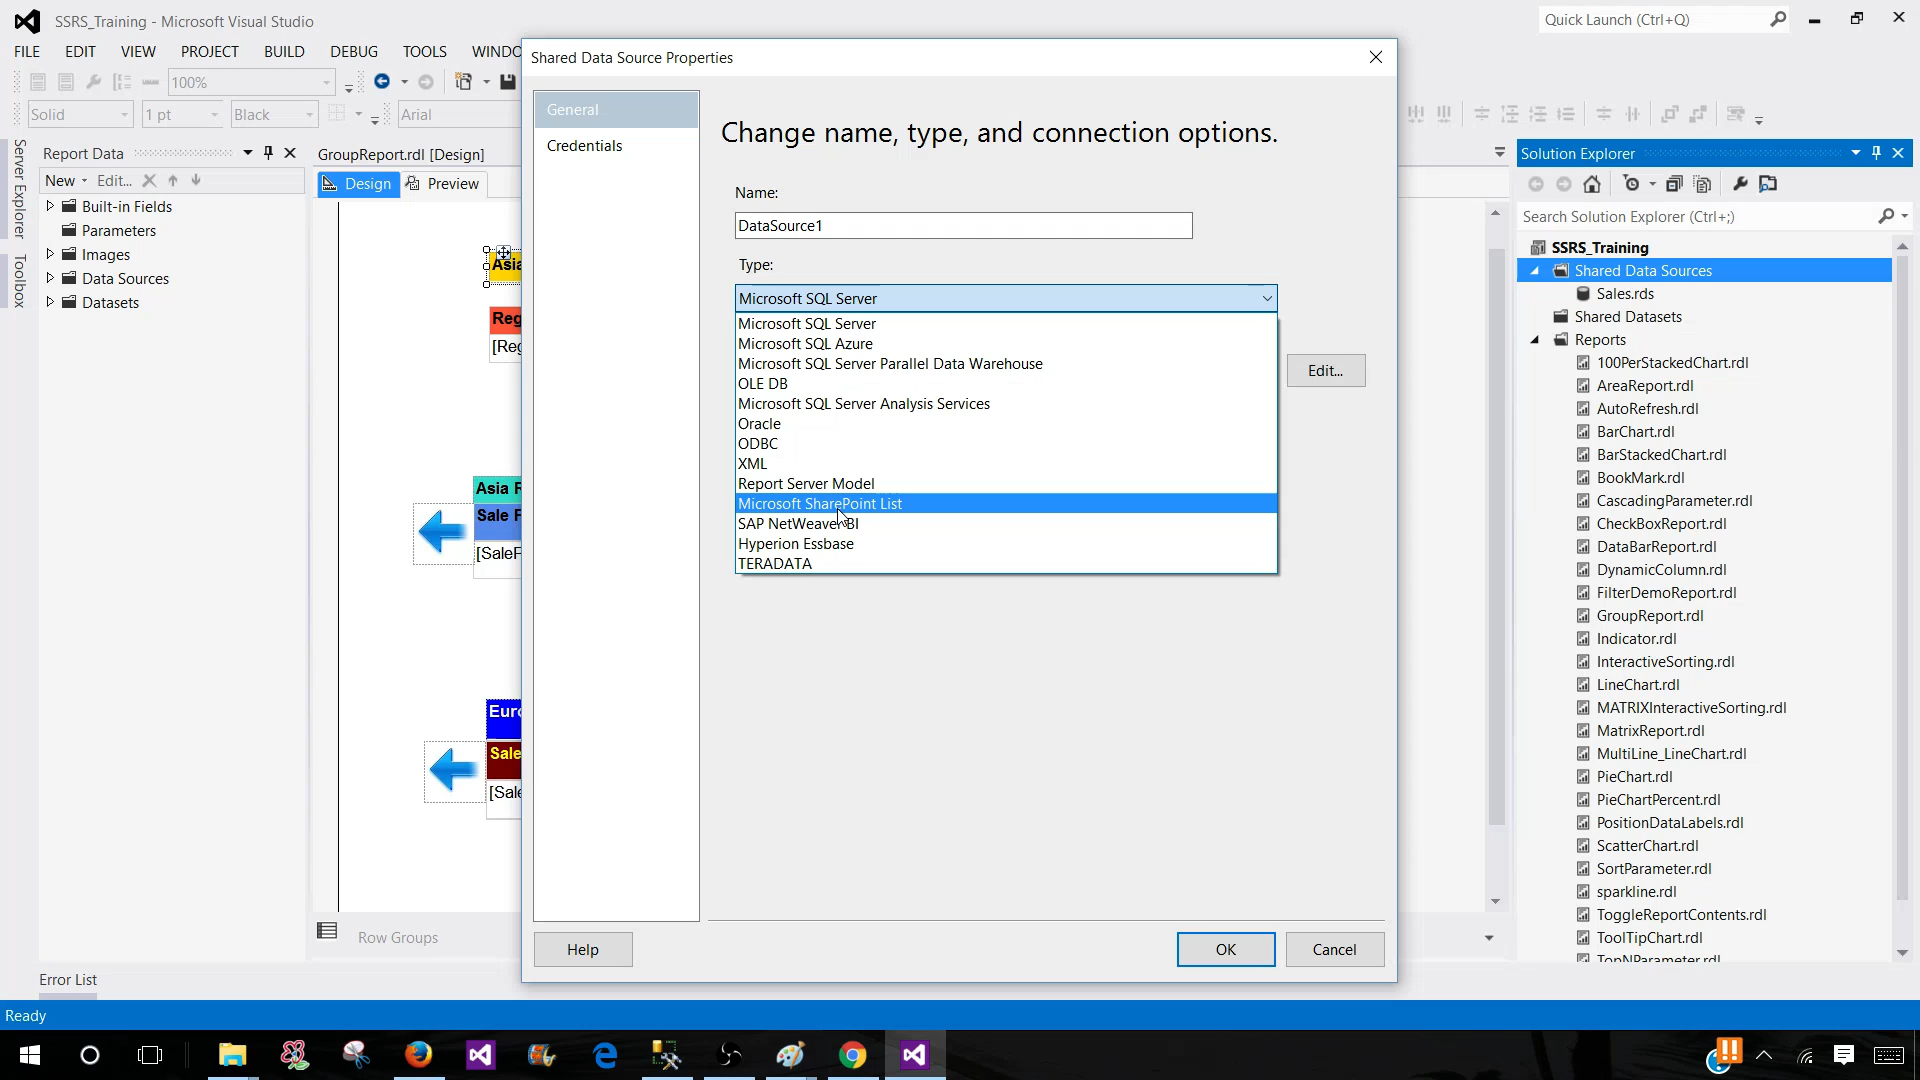 SSRS_Training - Microsoft Visual Studio
Quick Launch (Ctrl+Q)
FILE EDIT VIEW PROJECT BUILD DEBUG TOOLS WINDO
100%
Solid 1 pt Black Arial
Server Explorer
Toolbox
Report Data
New Edit...
Built-in Fields
Parameters
Images
Data Sources
Datasets
GroupReport.rdl [Design]
Design Preview
Asia
Reg
[Reg
Asia R
Sale P
[SaleP
Euro
Sale
[Sale
Row Groups
Error List
Ready
Shared Data Source Properties
General
Credentials
Change name, type, and connection options.
Name:
DataSource1
Type:
Microsoft SQL Server
Microsoft SQL Server
Microsoft SQL Azure
Microsoft SQL Server Parallel Data Warehouse
OLE DB
Microsoft SQL Server Analysis Services
Oracle
ODBC
XML
Report Server Model
Microsoft SharePoint List
SAP NetWeaver BI
Hyperion Essbase
TERADATA
Edit...
Help
OK
Cancel
Solution Explorer
Search Solution Explorer (Ctrl+;)
SSRS_Training
Shared Data Sources
Sales.rds
Shared Datasets
Reports
100PerStackedChart.rdl
AreaReport.rdl
AutoRefresh.rdl
BarChart.rdl
BarStackedChart.rdl
BookMark.rdl
CascadingParameter.rdl
CheckBoxReport.rdl
DataBarReport.rdl
DynamicColumn.rdl
FilterDemoReport.rdl
GroupReport.rdl
Indicator.rdl
InteractiveSorting.rdl
LineChart.rdl
MATRIXInteractiveSorting.rdl
MatrixReport.rdl
MultiLine_LineChart.rdl
PieChart.rdl
PieChartPercent.rdl
PositionDataLabels.rdl
ScatterChart.rdl
SortParameter.rdl
sparkline.rdl
ToggleReportContents.rdl
ToolTipChart.rdl
TopNParameter.rdl